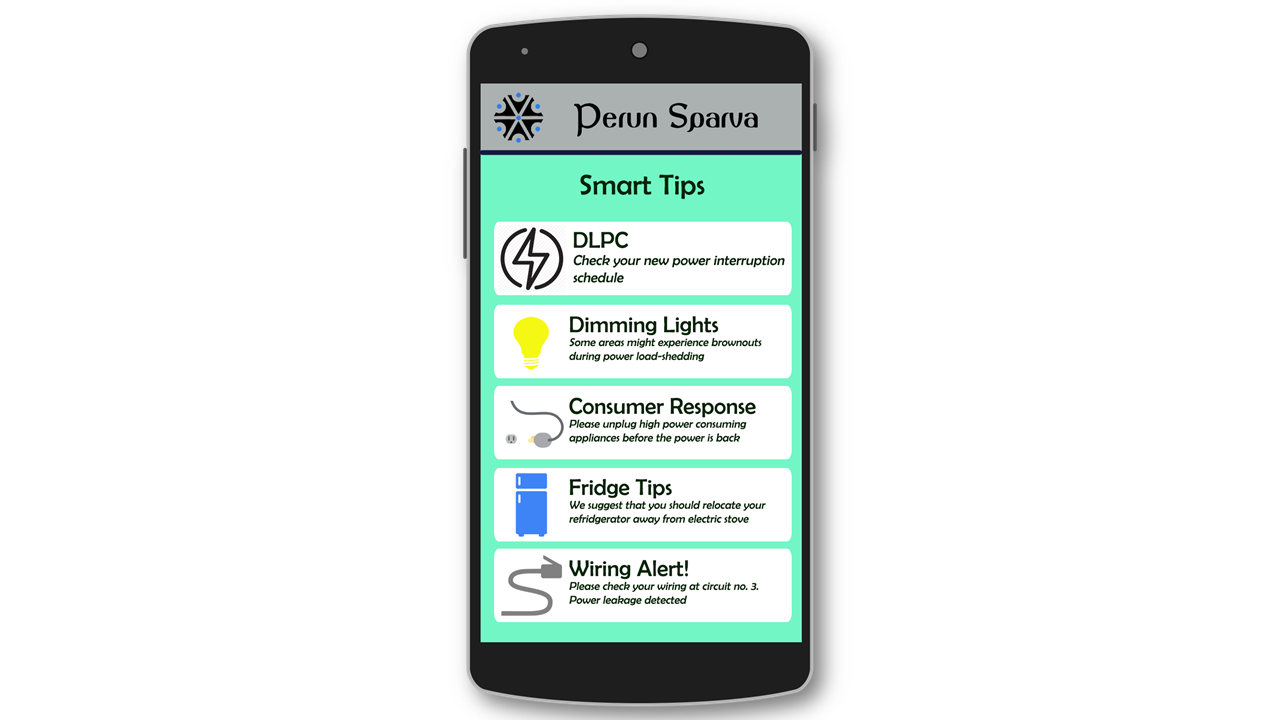 Perun Sparva
Smart Tips
DLPC
Check your new power interruption
schedule
Dimming Lights
Some areas might experience brownouts
during power load-shedding
Consumer Response
Please unplug high power consuming
appliances before the power is back
Fridge Tips
We suggest that you should relocate your
refridgerator away from electric stove
Wiring Alert!
Please check your wiring at circuit no. 3.
Power leakage detected